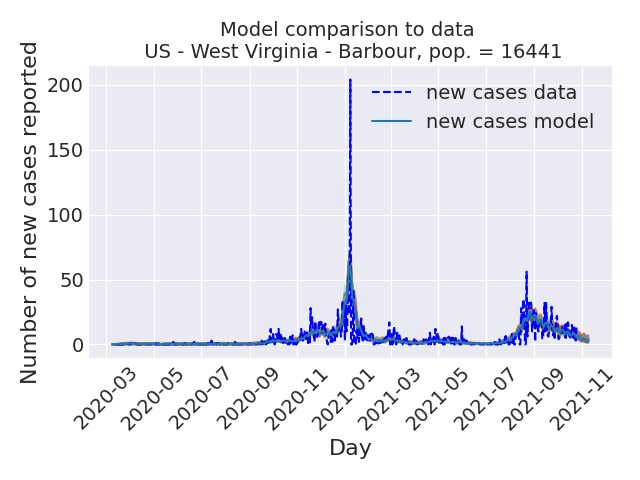 Model comparison to data
US - West Virginia - Barbour, pop. = 16441
Number of new cases reported
200
150
100
50
0
new cases data
new cases model
2020-03
2020-05
2020-07
2020-09
2020-11
2021-01
2021-03
2021-05
2021-07
2021-09
2021-11
Day